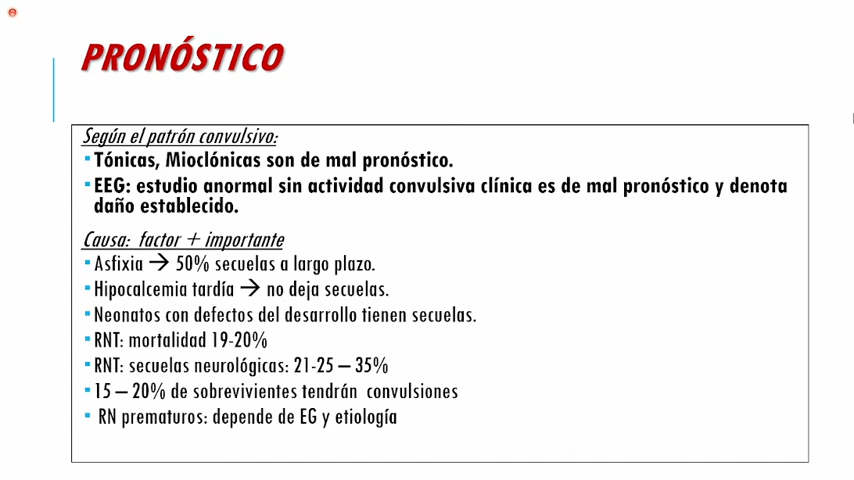 PRONÓSTICO
Según el patrón convulsivo:
▪Tónicas, Mioclónicas son de mal pronóstico.
▪EEG: estudio anormal sin actividad convulsiva clínica es de mal pronóstico y denota
daño establecido.
Causa: factor + importante
▪Asfixia → 50% secuelas a largo plazo.
▪Hipocalcemia tardía → no deja secuelas.
▪Neonatos con defectos del desarrollo tienen secuelas.
▪RNT: mortalidad 19-20%
▪RNT: secuelas neurológicas: 21-25 – 35%
▪15 – 20% de sobrevivientes tendrán convulsiones
▪ RN prematuros: depende de EG y etiología